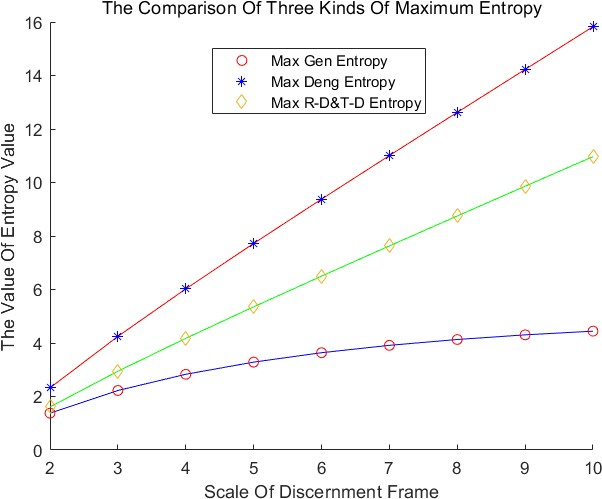 The Comparison Of Three Kinds Of Maximum Entropy
16
14
12
10
8
6
4
2
0
The Value Of Entropy Value
Max Gen Entropy
Max Deng Entropy
Max R-D&T-D Entropy
2 3 4 5 6 7 8 9 10
Scale Of Discernment Frame